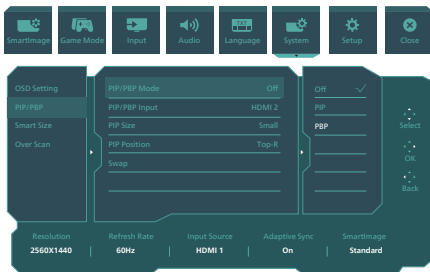 TXT
SmartImage Game Mode Input Audio Language System Setup Close
OSD Setting PIP/PBP Mode Off Off
PIP/PBP PIP/PBP Input HDMI 2 PIP
Smart Size PIP Size Small PBP Select
Over Scan PIP Position Top-R
Swap OK
Back
Resolution Refresh Rate Input Source Adaptive Sync SmartImage
2560X1440 | 60Hz | HDMI 1 | On | Standard